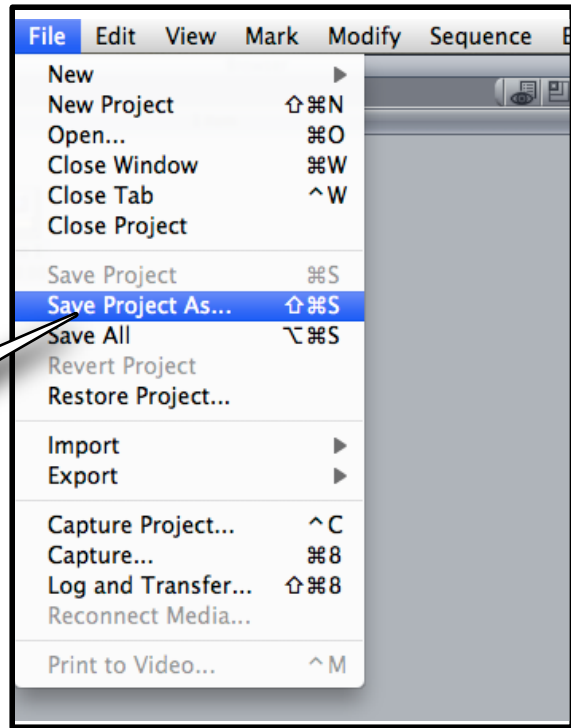 File Edit View Mark Modify Sequence
New ▶
New Project ⇧⌘N
Open... ⌘O
Close Window ⌘W
Close Tab ^W
Close Project
Save Project ⌘S
Save Project As... ⇧⌘S
Save All ⌥⌘S
Revert Project
Restore Project...
Import ▶
Export ▶
Capture Project... ^C
Capture... ⌘8
Log and Transfer... ⇧⌘8
Reconnect Media...
Print to Video... ^M